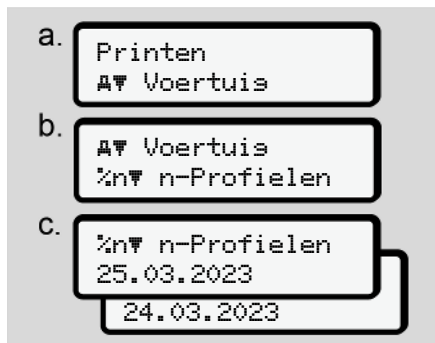 a.
Printen
A▼ Voertuig
b.
A▼ Voertuig
%n▼ n-Profielen
c.
%n▼ n-Profielen
25.03.2023
24.03.2023